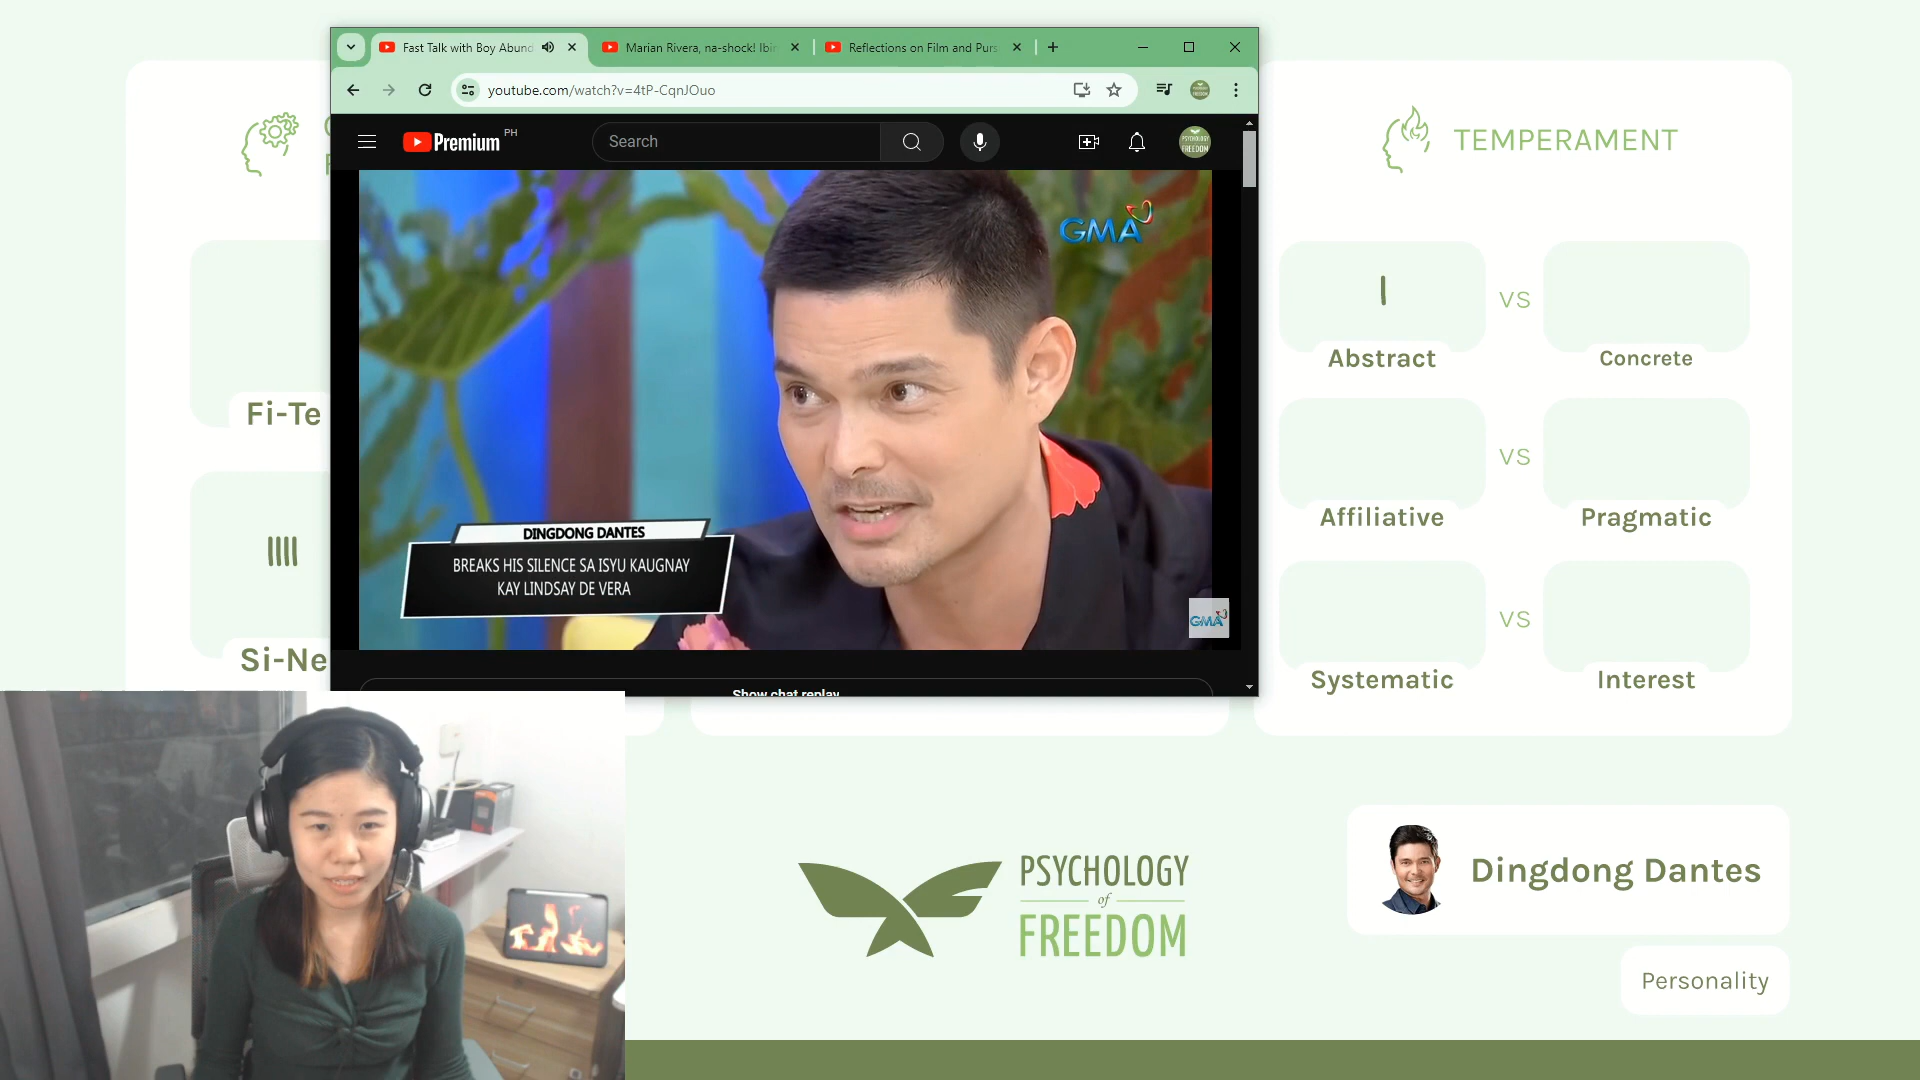 Fast Talk with Boy Abund
Marian Rivera, na-shock! Ibin
Reflections on Film and Purs
youtube.com/watch?v=4tP-CqnJOuo
Premium PH
Search
PSYCHOLOGY
FREEDOM
GMA
DINGDONG DANTES
BREAKS HIS SILENCE SA ISYU KAUGNAY
KAY LINDSAY DE VERA
GMA
Show chat replay
Fi-Te
Si-Ne
TEMPERAMENT
VS
Abstract
Concrete
VS
Affiliative
Pragmatic
VS
Systematic
Interest
PSYCHOLOGY
of
FREEDOM
Dingdong Dantes
Personality